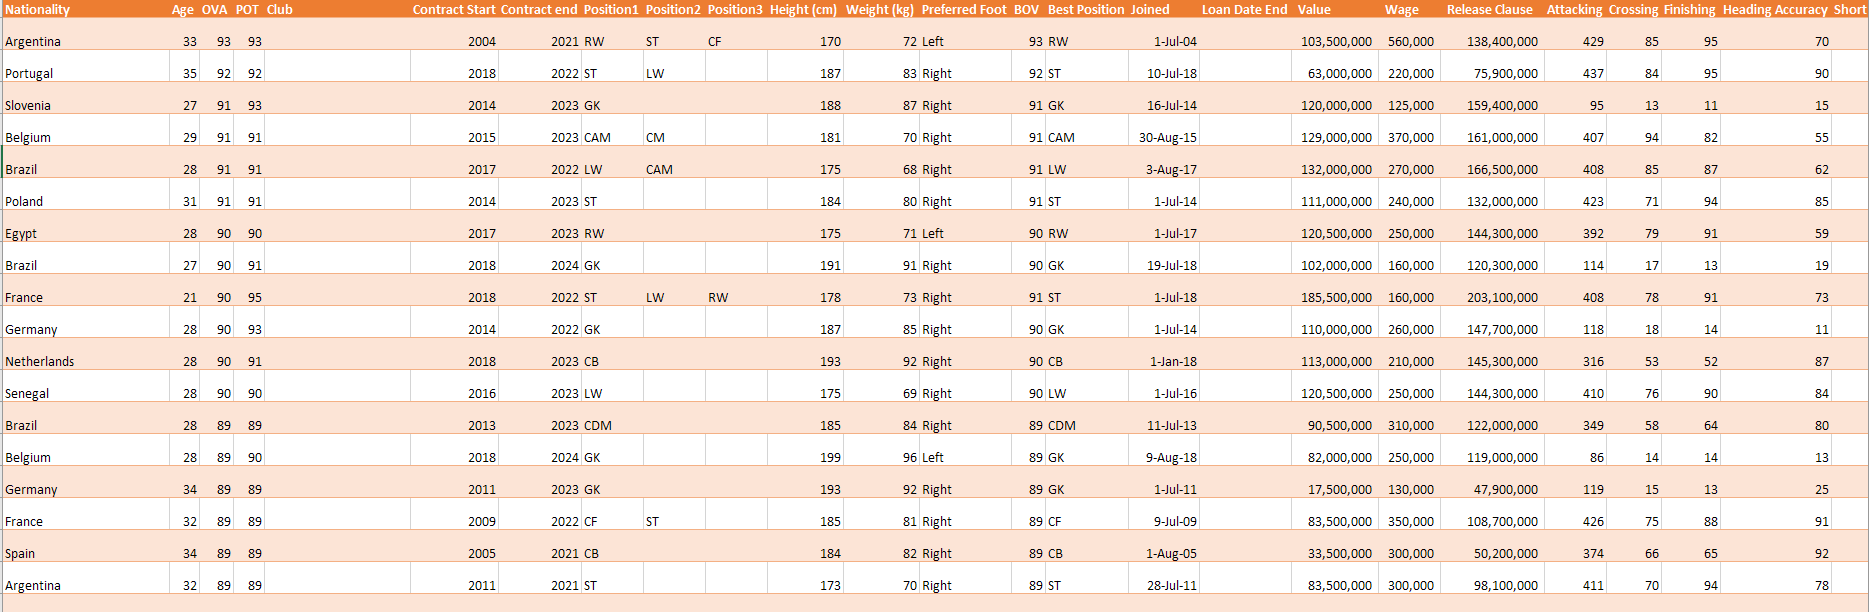 Nationality Age OVA POT Club Contract Start Contract end Position1 Position2 Position3 Height (cm) Weight (kg) Preferred Foot BOV Best Position Joined Loan Date End Value Wage Release Clause Attacking Crossing Finishing Heading Accuracy Short
Argentina 33 93 93 2004 2021 RW ST CF 170 72 Left 93 RW 1-Jul-04 103,500,000 560,000 138,400,000 429 85 95 70
Portugal 35 92 92 2018 2022 ST LW 187 83 Right 92 ST 10-Jul-18 63,000,000 220,000 75,900,000 437 84 95 90
Slovenia 27 91 93 2014 2023 GK 188 87 Right 91 GK 16-Jul-14 120,000,000 125,000 159,400,000 95 13 11 15
Belgium 29 91 91 2015 2023 CAM CM 181 70 Right 91 CAM 30-Aug-15 129,000,000 370,000 161,000,000 407 94 82 55
Brazil 28 91 91 2017 2022 LW CAM 175 68 Right 91 LW 3-Aug-17 132,000,000 270,000 166,500,000 408 85 87 62
Poland 31 91 91 2014 2023 ST 184 80 Right 91 ST 1-Jul-14 111,000,000 240,000 132,000,000 423 71 94 85
Egypt 28 90 90 2017 2023 RW 175 71 Left 90 RW 1-Jul-17 120,500,000 250,000 144,300,000 392 79 91 59
Brazil 27 90 91 2018 2024 GK 191 91 Right 90 GK 19-Jul-18 102,000,000 160,000 120,300,000 114 17 13 19
France 21 90 95 2018 2022 ST LW RW 178 73 Right 91 ST 1-Jul-18 185,500,000 160,000 203,100,000 408 78 91 73
Germany 28 90 93 2014 2022 GK 187 85 Right 90 GK 1-Jul-14 110,000,000 260,000 147,700,000 118 18 14 11
Netherlands 28 90 91 2018 2023 CB 193 92 Right 90 CB 1-Jan-18 113,000,000 210,000 145,300,000 316 53 52 87
Senegal 28 90 90 2016 2023 LW 175 69 Right 90 LW 1-Jul-16 120,500,000 250,000 144,300,000 410 76 90 84
Brazil 28 89 89 2013 2023 CDM 185 84 Right 89 CDM 11-Jul-13 90,500,000 310,000 122,000,000 349 58 64 80
Belgium 28 89 90 2018 2024 GK 199 96 Left 89 GK 9-Aug-18 82,000,000 250,000 119,000,000 86 14 14 13
Germany 34 89 89 2011 2023 GK 193 92 Right 89 GK 1-Jul-11 17,500,000 130,000 47,900,000 119 15 13 25
France 32 89 89 2009 2022 CF ST 185 81 Right 89 CF 9-Jul-09 83,500,000 350,000 108,700,000 426 75 88 91
Spain 34 89 89 2005 2021 CB 184 82 Right 89 CB 1-Aug-05 33,500,000 300,000 50,200,000 374 66 65 92
Argentina 32 89 89 2011 2021 ST 173 70 Right 89 ST 28-Jul-11 83,500,000 300,000 98,100,000 411 70 94 78